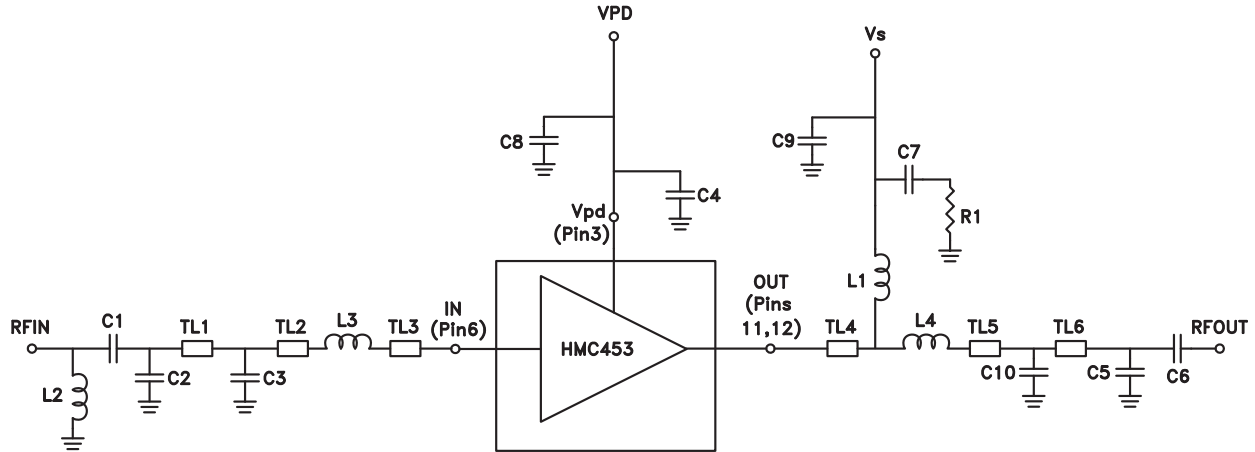 VPD
Vs
C8
C9
C7
C4
R1
Vpd
(Pin3)
L1
OUT
(Pins
11,12)
IN
(Pin6)
RFIN
C1
TL1
TL2
L3
TL3
HMC453
TL4
L4
TL5
TL6
RFOUT
L2
C2
C3
C10
C5
C6